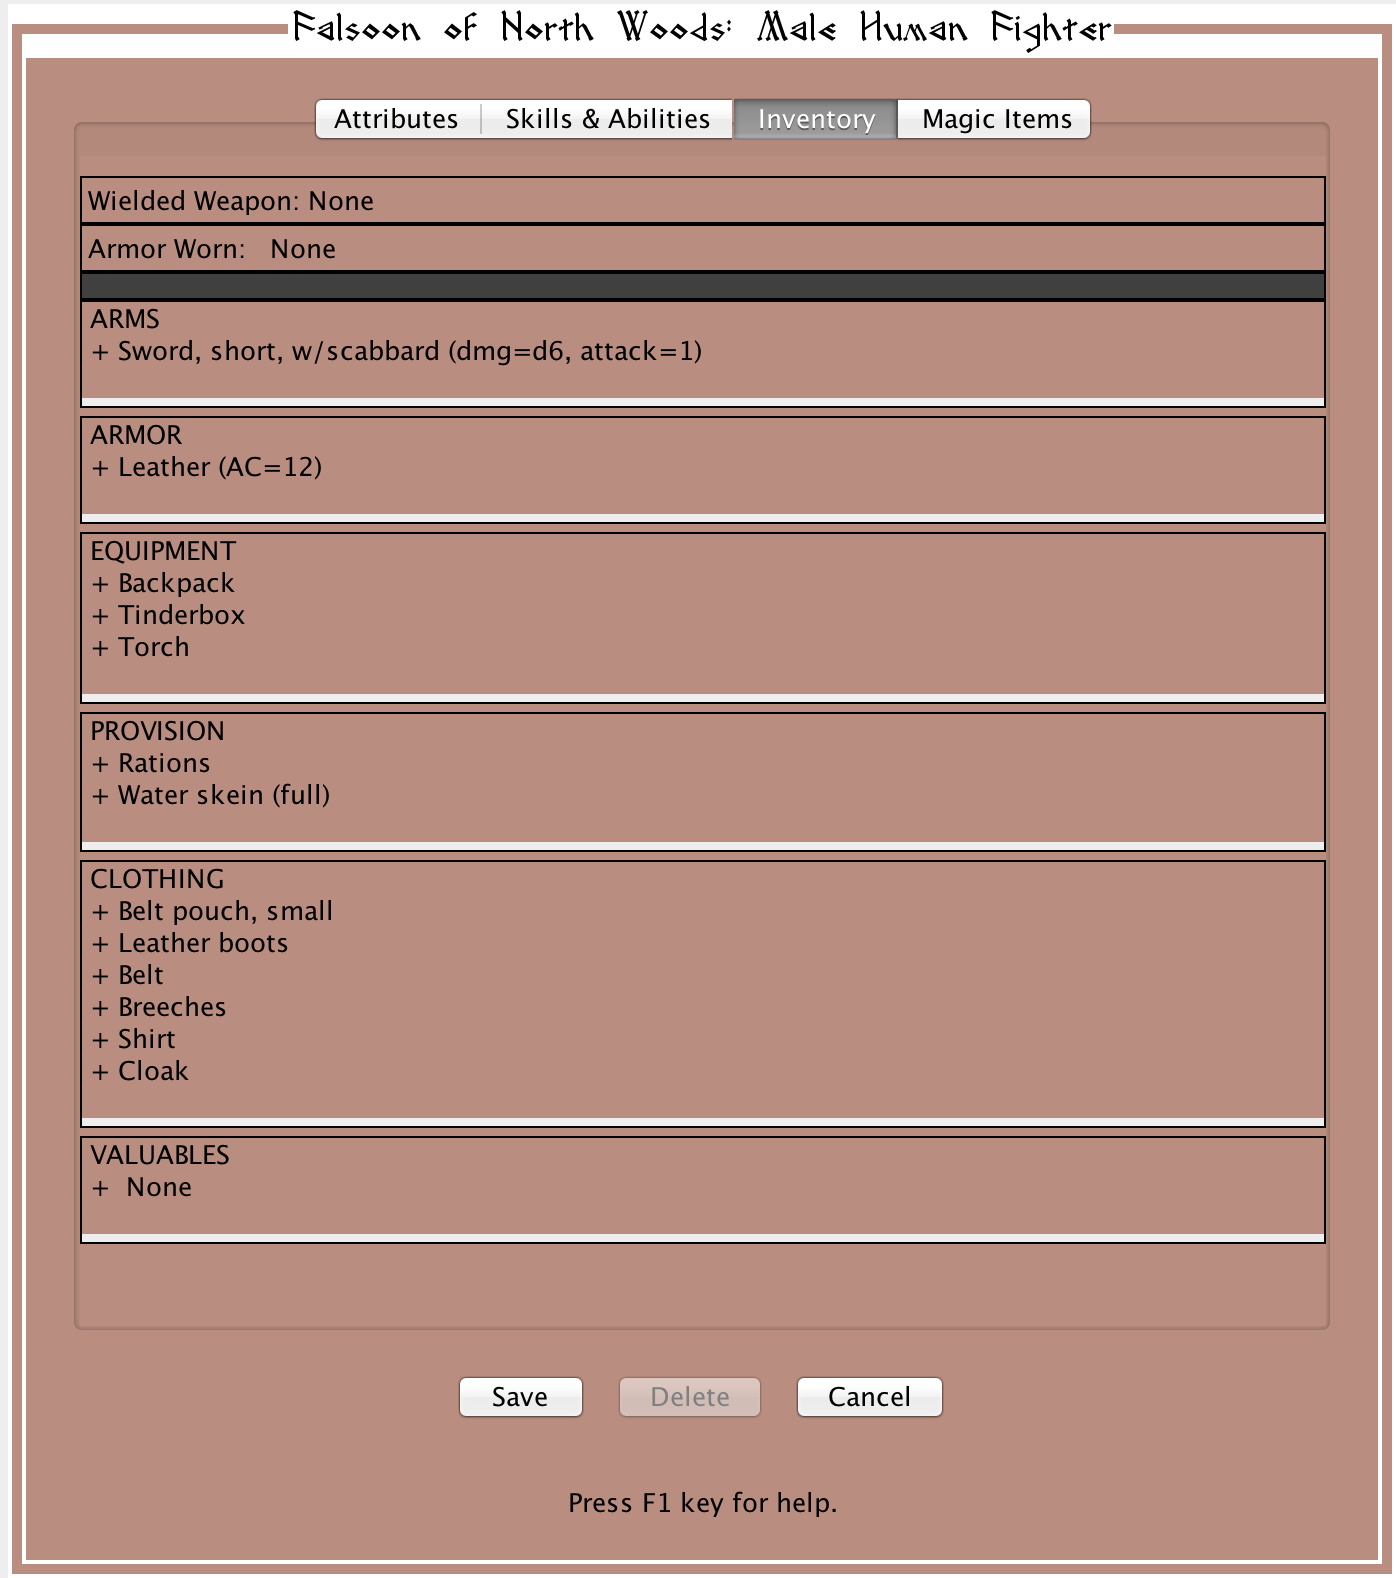 Falsoon of North Woods: Male Human Fighter
Attributes Skills & Abilities Inventory Magic Items
Wielded Weapon: None
Armor Worn: None
ARMS
+ Sword, short, w/scabbard (dmg=d6, attack=1)
ARMOR
+ Leather (AC=12)
EQUIPMENT
+ Backpack
+ Tinderbox
+ Torch
PROVISION
+ Rations
+ Water skein (full)
CLOTHING
+ Belt pouch, small
+ Leather boots
+ Belt
+ Breeches
+ Shirt
+ Cloak
VALUABLES
+ None
Save Delete Cancel
Press F1 key for help.